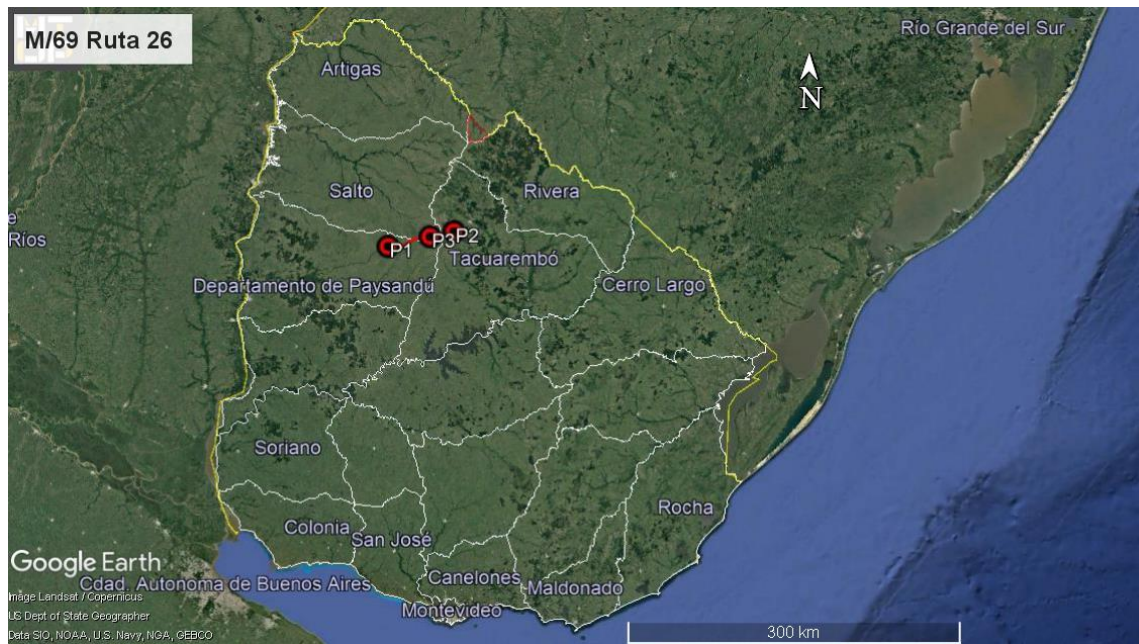 M/69 Ruta 26
Río Grande del Sur
N
Artigas
Salto
Rivera
e
Ríos
P1
P3
P2
Tacuarembó
Departamento de Paysandú
Cerro Largo
Soriano
Rocha
Colonia
San José
Canelones
Maldonado
Montevideo
Google Earth
Cdad. Autonoma de Buenos Aires
Image Landsat / Copernicus
US Dept of State Geographer
Data SIO, NOAA, U.S. Navy, NGA, GEBCO
300 km